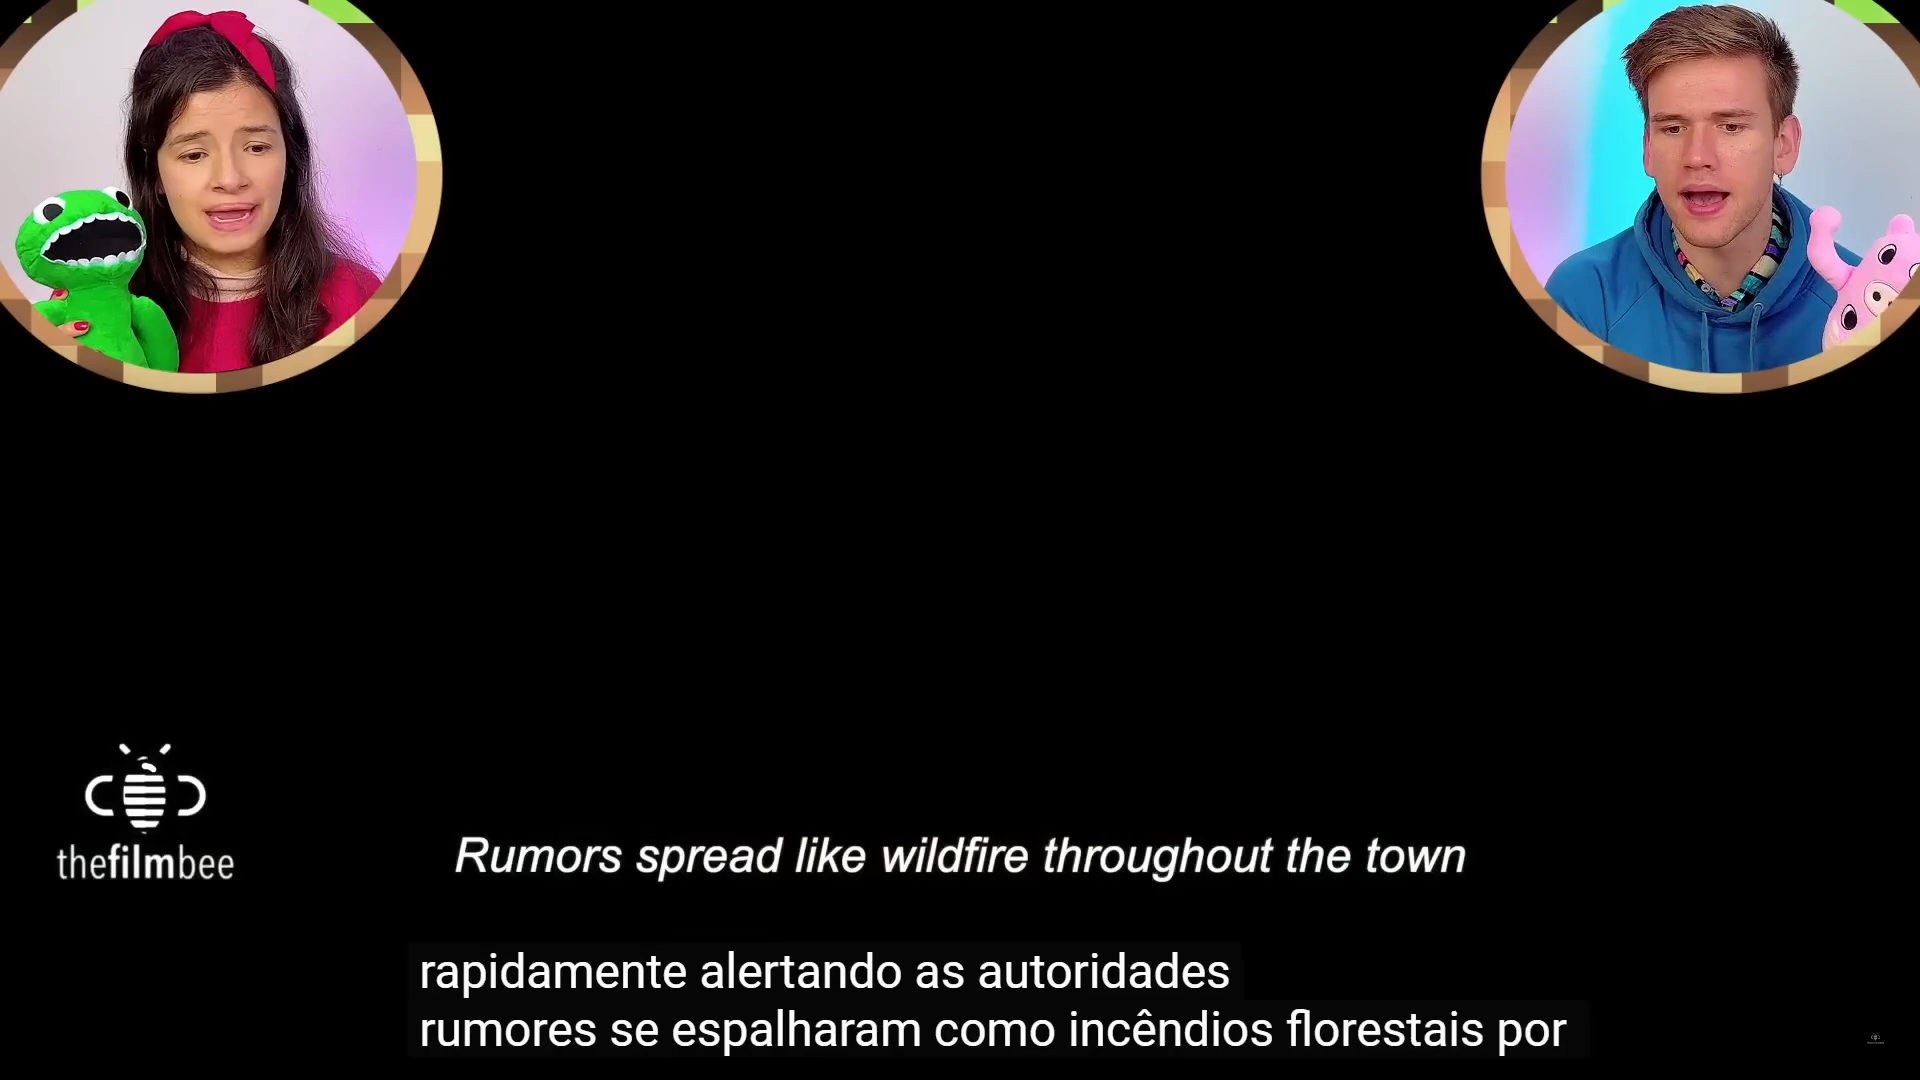 thefilmbee
Rumors spread like wildfire throughout the town
rapidamente alertando as autoridades
rumores se espalharam como incêndios florestais por